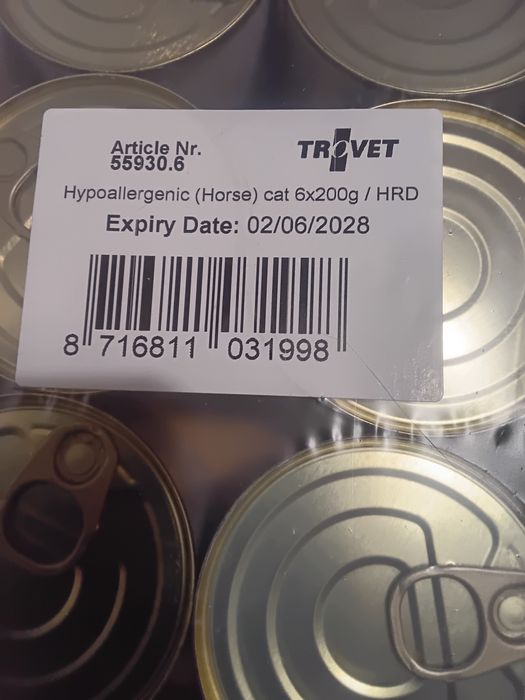 Article Nr.
55930.6
TROVET
Hypoallergenic (Horse) cat 6x200g / HRD
Expiry Date: 02/06/2028
8 716811 031998